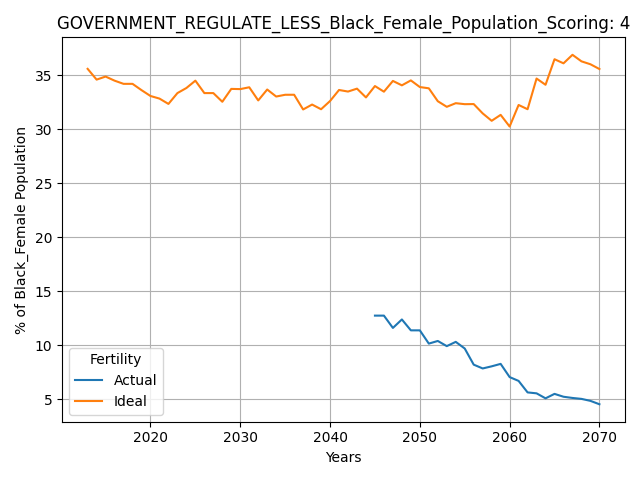 GOVERNMENT_REGULATE_LESS_Black_Female_Population_Scoring: 4
% of Black_Female Population
35
30
25
20
15
10
5
Fertility
Actual
Ideal
2020 2030 2040 2050 2060 2070
Years